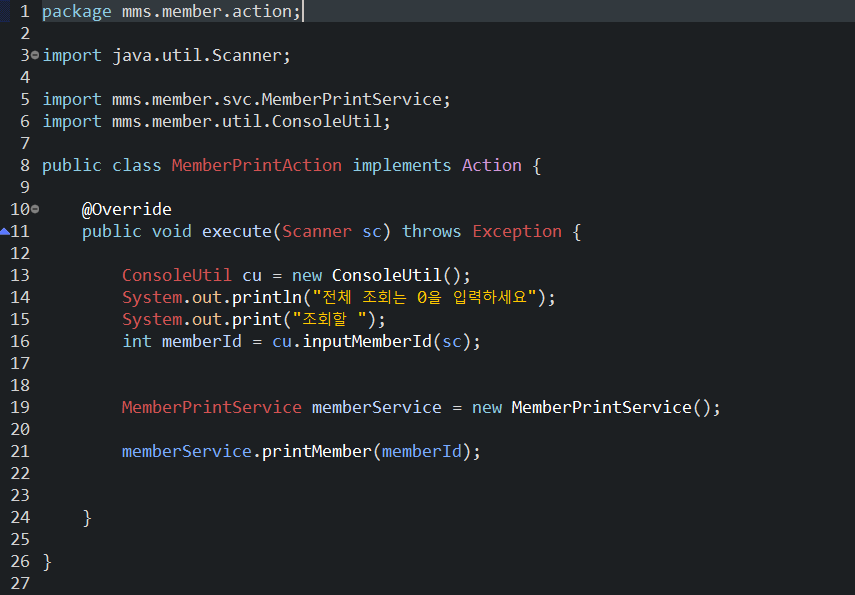 1 package mms.member.action;
2
3 import java.util.Scanner;
4
5 import mms.member.svc.MemberPrintService;
6 import mms.member.util.ConsoleUtil;
7
8 public class MemberPrintAction implements Action {
9
10 @Override
11 public void execute(Scanner sc) throws Exception {
12
13 ConsoleUtil cu = new ConsoleUtil();
14 System.out.println("전체 조회는 0을 입력하세요");
15 System.out.print("조회할 ");
16 int memberId = cu.inputMemberId(sc);
17
18
19 MemberPrintService memberService = new MemberPrintService();
20
21 memberService.printMember(memberId);
22
23
24 }
25
26 }
27